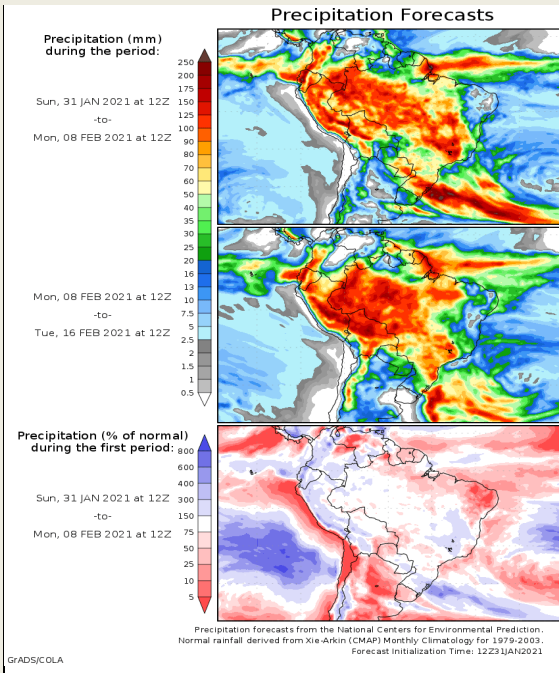 Precipitation Forecasts
Precipitation (mm)
during the period:
Sun, 31 JAN 2021 at 12Z
-to-
Mon, 08 FEB 2021 at 12Z
250
200
175
150
125
100
90
80
70
60
50
40
35
30
25
20
16
13
10
7.5
5
2.5
2
1.5
1
0.5
Mon, 08 FEB 2021 at 12Z
-to-
Tue, 16 FEB 2021 at 12Z
Precipitation (% of normal)
during the first period:
Sun, 31 JAN 2021 at 12Z
-to-
Mon, 08 FEB 2021 at 12Z
800
600
400
300
150
75
50
25
10
5
Precipitation forecasts from the National Centers for Environmental Prediction.
Normal rainfall derived from Xie-Arkin (CMAP) Monthly Climatology for 1979-2003.
Forecast Initialization Time: 12Z31JAN2021
GrADS/COLA